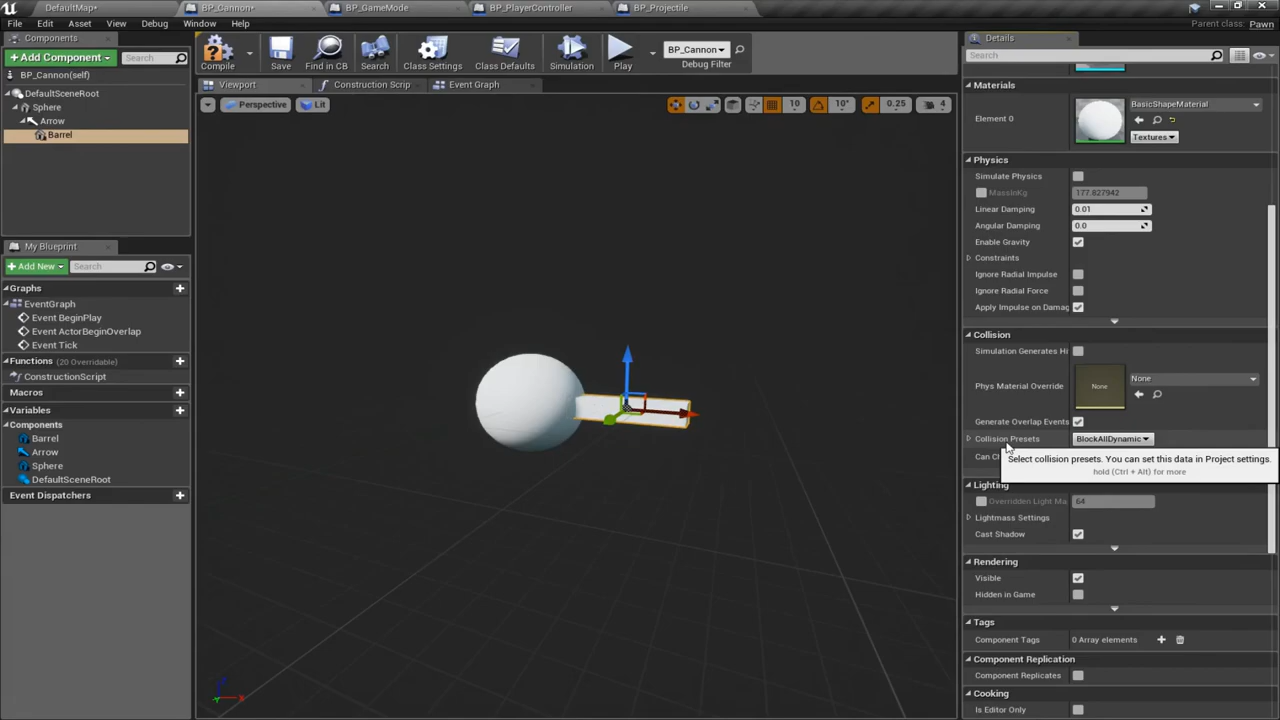 DefaultMap*
BP_Cannon*
BP_GameMode
BP_PlayerController
BP_Projectile
File Edit Asset View Debug Window Help
Parent class: Pawn
Components
+ Add Component
Search
BP_Cannon(self)
DefaultSceneRoot
Sphere
Arrow
Barrel
My Blueprint
+ Add New
Search
Graphs
EventGraph
Event BeginPlay
Event ActorBeginOverlap
Event Tick
Functions (20 Overridable)
ConstructionScript
Macros
Variables
Components
Barrel
Arrow
Sphere
DefaultSceneRoot
Event Dispatchers
Compile
Save
Find in CB
Search
Class Settings
Class Defaults
Simulation
Play
BP_Cannon
Debug Filter
Viewport
Construction Scrip
Event Graph
Perspective
Lit
10
10°
0.25
4
Details
Search
Materials
Element 0
BasicShapeMaterial
Textures
Physics
Simulate Physics
MassInKg 177.827942
Linear Damping 0.01
Angular Damping 0.0
Enable Gravity
Constraints
Ignore Radial Impulse
Ignore Radial Force
Apply Impulse on Damag
Collision
Simulation Generates Hi
Phys Material Override
None
None
Generate Overlap Events
Collision Presets BlockAllDynamic
Can Ch
Select collision presets. You can set this data in Project settings.
hold (Ctrl + Alt) for more
Lighting
Overridden Light Ma 64
Lightmass Settings
Cast Shadow
Rendering
Visible
Hidden in Game
Tags
Component Tags 0 Array elements
Component Replication
Component Replicates
Cooking
Is Editor Only